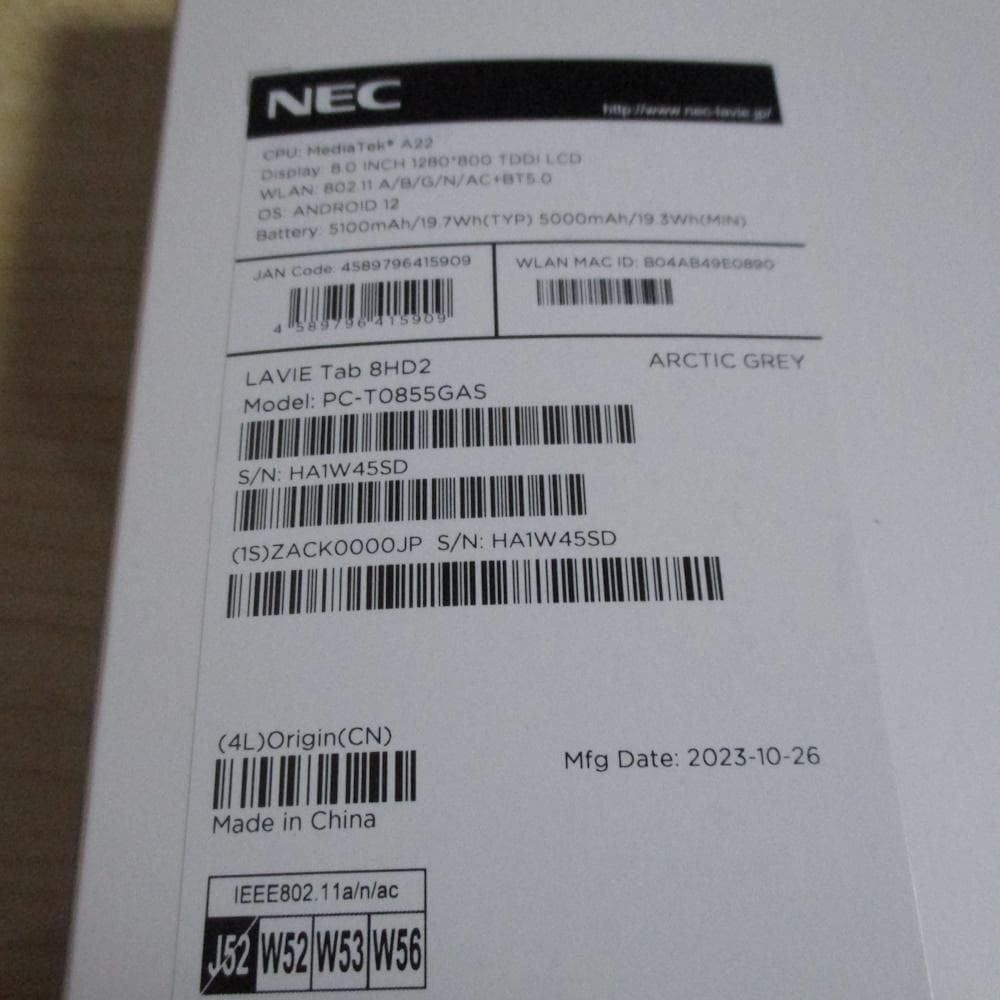 NEC
http://www.nec-lavie.jp/
CPU: MediaTek® A22
Display: 8.0 INCH 1280*800 TDDI LCD
WLAN: 802.11 A/B/G/N/AC+BT5.0
OS: ANDROID 12
Battery: 5100mAh/19.7Wh(TYP) 5000mAh/19.3Wh(MIN)
JAN Code: 4589796415909
4 589796 415909
WLAN MAC ID: B04AB49E0890
LAVIE Tab 8HD2
ARCTIC GREY
Model: PC-T0855GAS
S/N: HA1W45SD
(1S)ZACK0000JP S/N: HA1W45SD
(4L)Origin(CN)
Made in China
Mfg Date: 2023-10-26
IEEE802.11a/n/ac
J52 W52 W53 W56